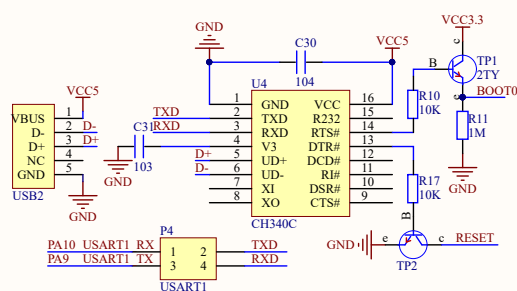 VCC3.3
GND
C30
104
VCC5
c
B
TP1
2TY
e
BOOT0
U4
R10
10K
R11
1M
GND
VCC5
VBUS 1
D- 2 D-
D+ 3 D+
NC 4
GND 5
USB2
GND
TXD
RXD
C31
103
GND
D+
D-
1 GND VCC 16
2 TXD R232 15
3 RXD RTS# 14
4 V3 DTR# 13
5 UD+ DCD# 12
6 UD- RI# 11
7 XI DSR# 10
8 XO CTS# 9
CH340C
R17
10K
B
GND e c RESET
TP2
P4
PA10 USART1 RX 1 2 TXD
PA9 USART1 TX 3 4 RXD
USART1